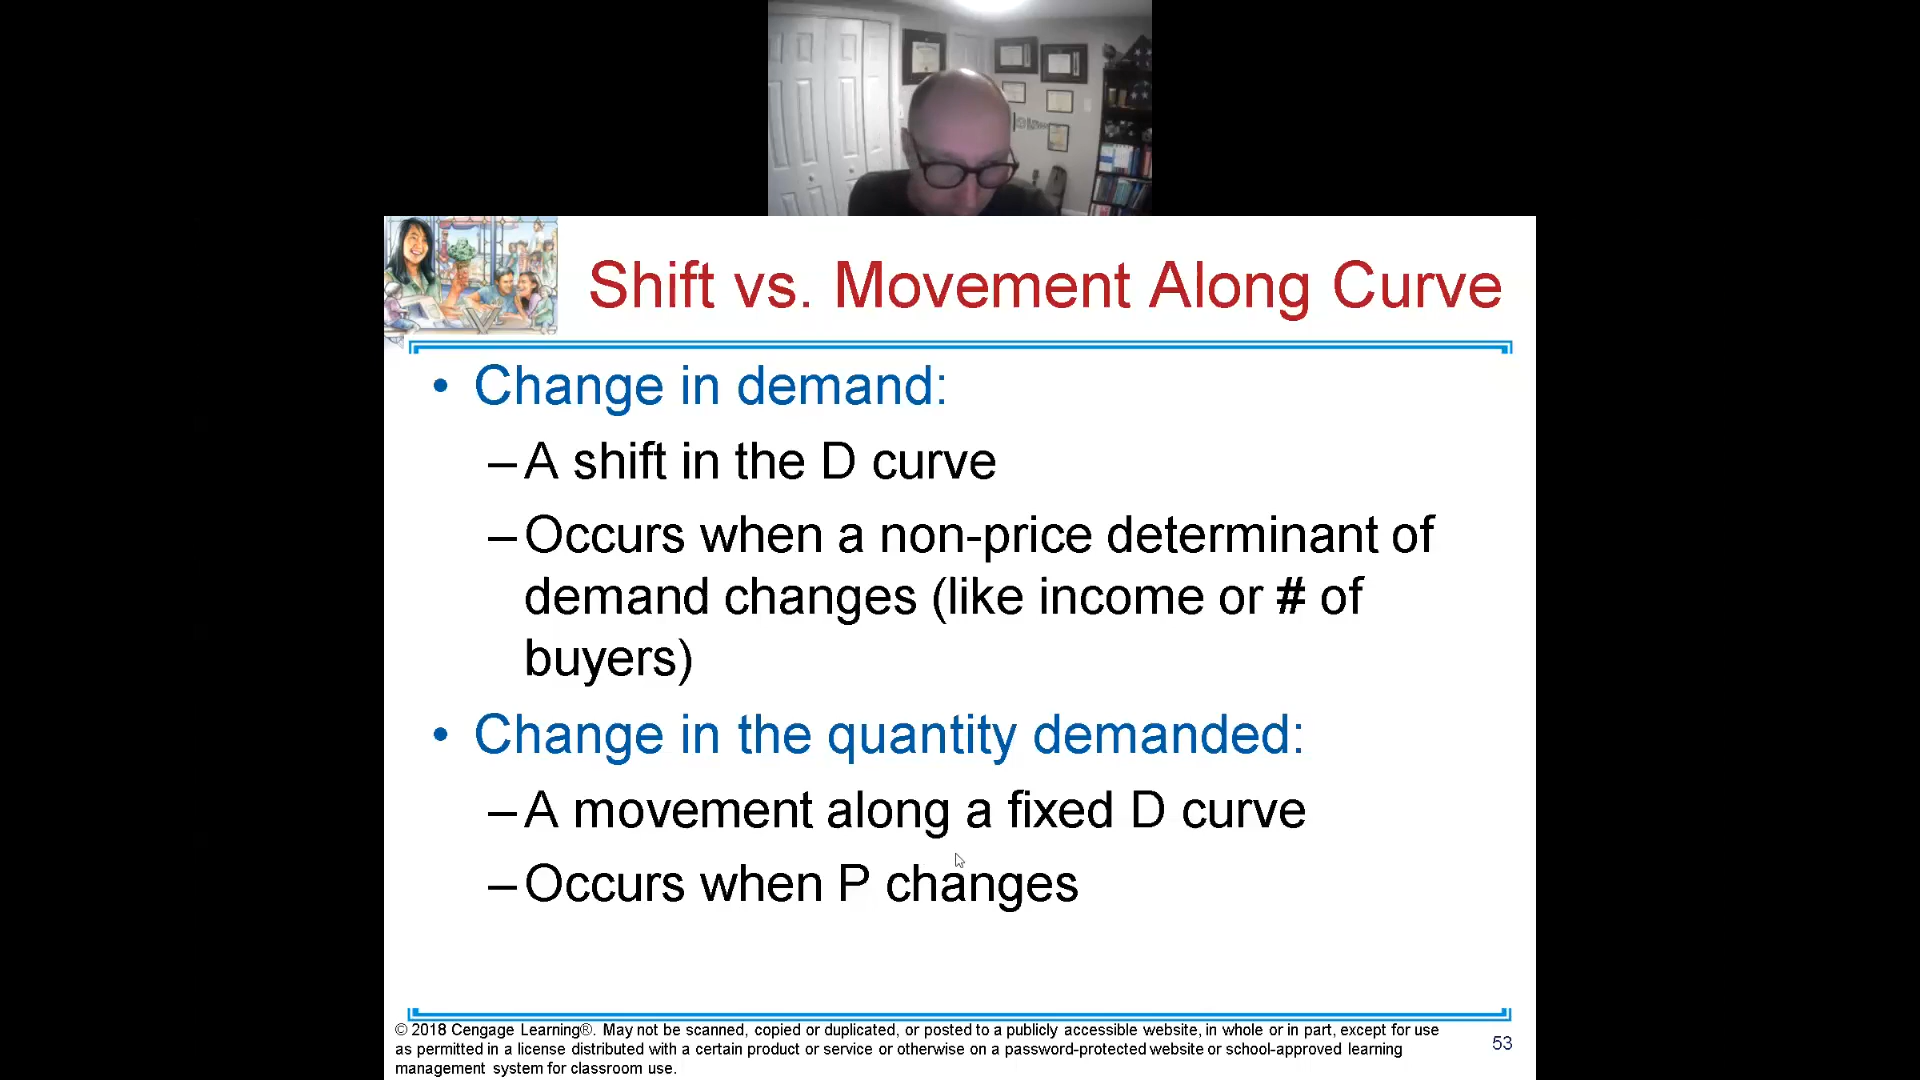 Shift vs. Movement Along Curve
• Change in demand:
– A shift in the D curve
– Occurs when a non-price determinant of
demand changes (like income or # of
buyers)
• Change in the quantity demanded:
– A movement along a fixed D curve
– Occurs when P changes
© 2018 Cengage Learning®. May not be scanned, copied or duplicated, or posted to a publicly accessible website, in whole or in part, except for use
as permitted in a license distributed with a certain product or service or otherwise on a password-protected website or school-approved learning
management system for classroom use.
53